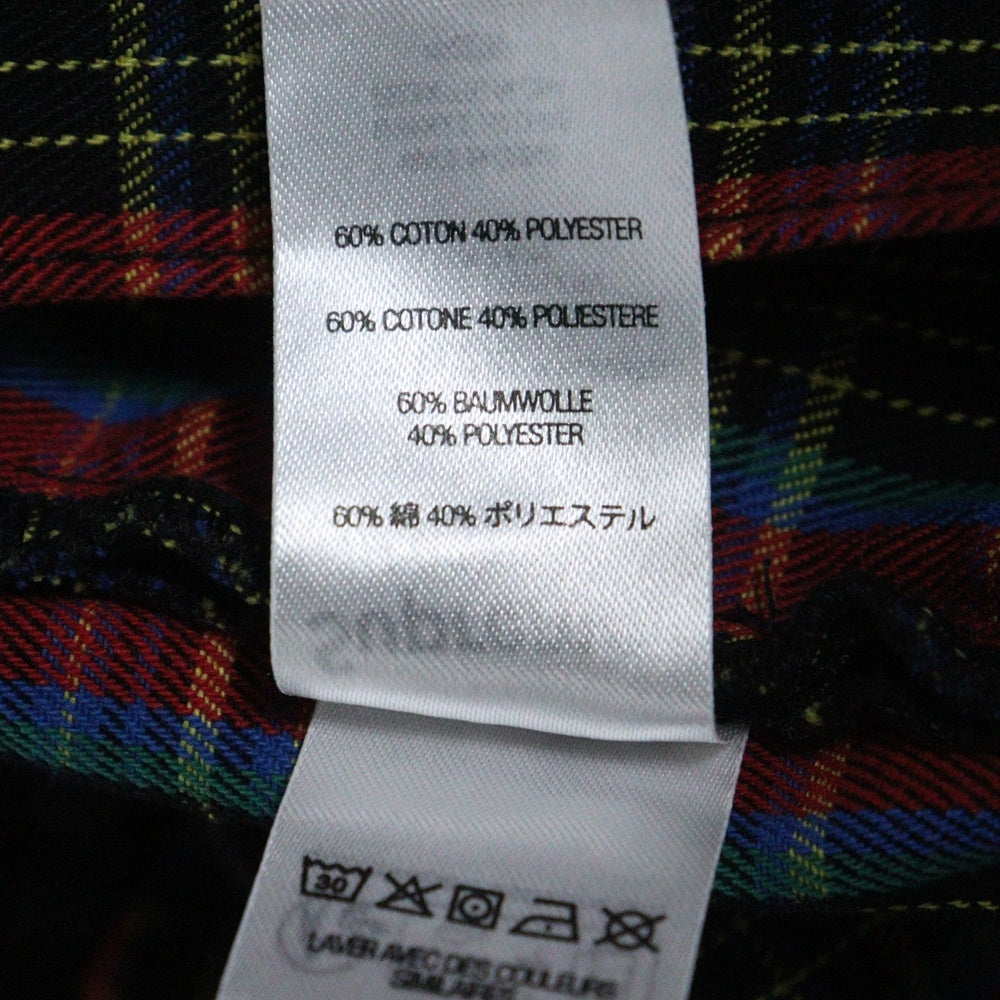 60% COTON 40% POLYESTER
60% COTONE 40% POLIESTERE
60% BAUMWOLLE
40% POLYESTER
60% 綿 40% ポリエステル
30
LAVER AVEC DES COULEURS
SIMILAIRES